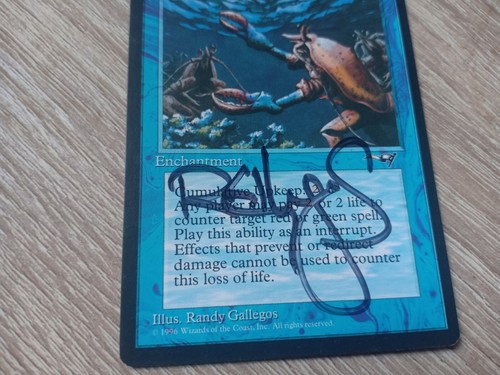 Enchantment
Cumulative Upkeep:
Any player may pay or 2 life to
counter target red or green spell.
Play this ability as an interrupt.
Effects that prevent or redirect
damage cannot be used to counter
this loss of life.
Illus. Randy Gallegos
© 1996 Wizards of the Coast, Inc. All rights reserved.